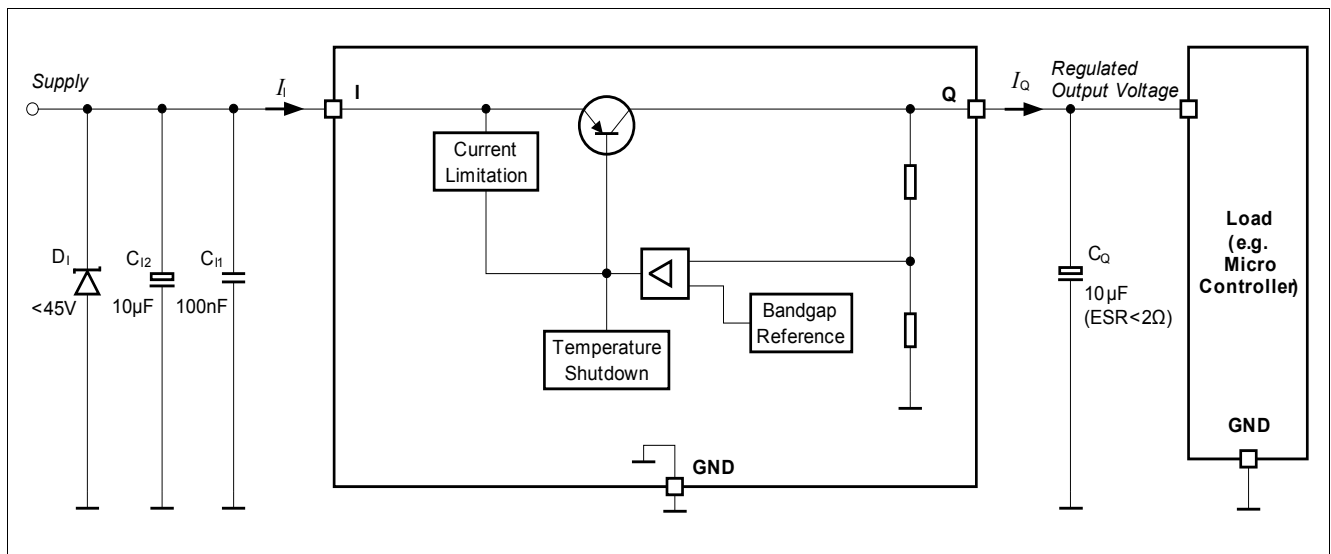 Supply
I_I
I
Q
I_Q
Regulated
Output Voltage
Current
Limitation
D_I
<45V
C_I2
10µF
C_I1
100nF
Bandgap
Reference
Temperature
Shutdown
GND
C_Q
10µF
(ESR<2Ω)
Load
(e.g.
Micro
Controller)
GND